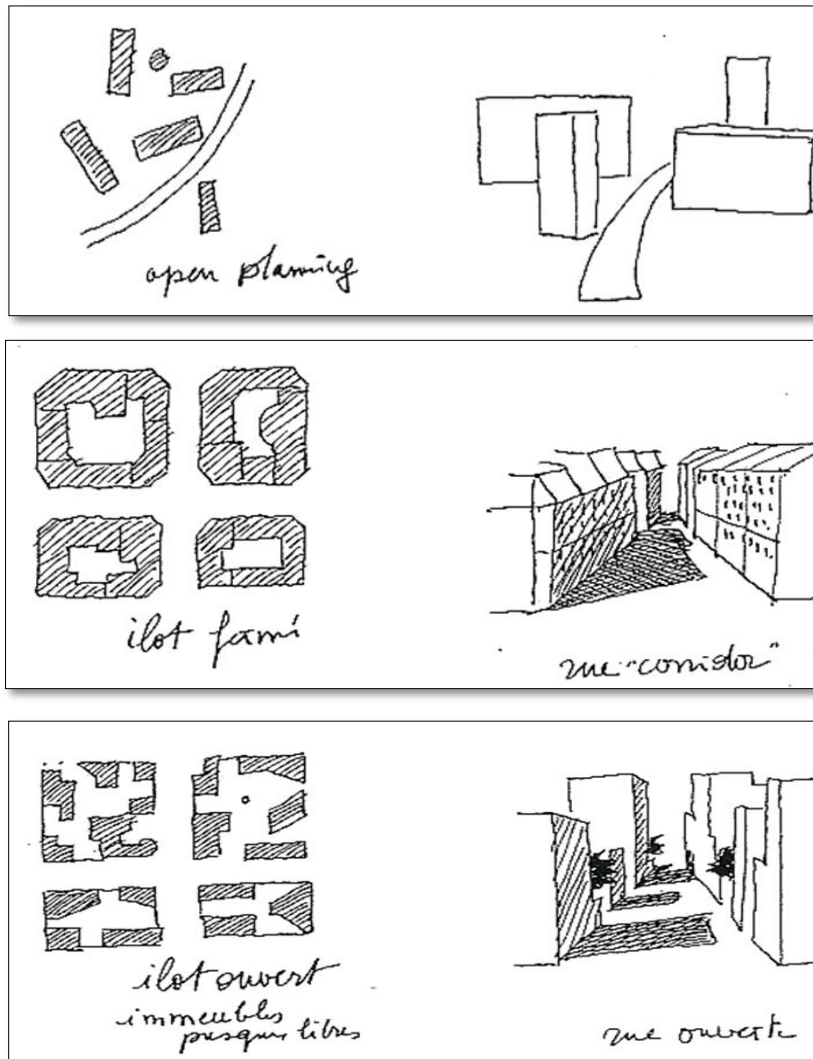 open planning
ilot fermé
rue "corridor"
ilot ouvert
immeubles
presque libres
rue ouverte